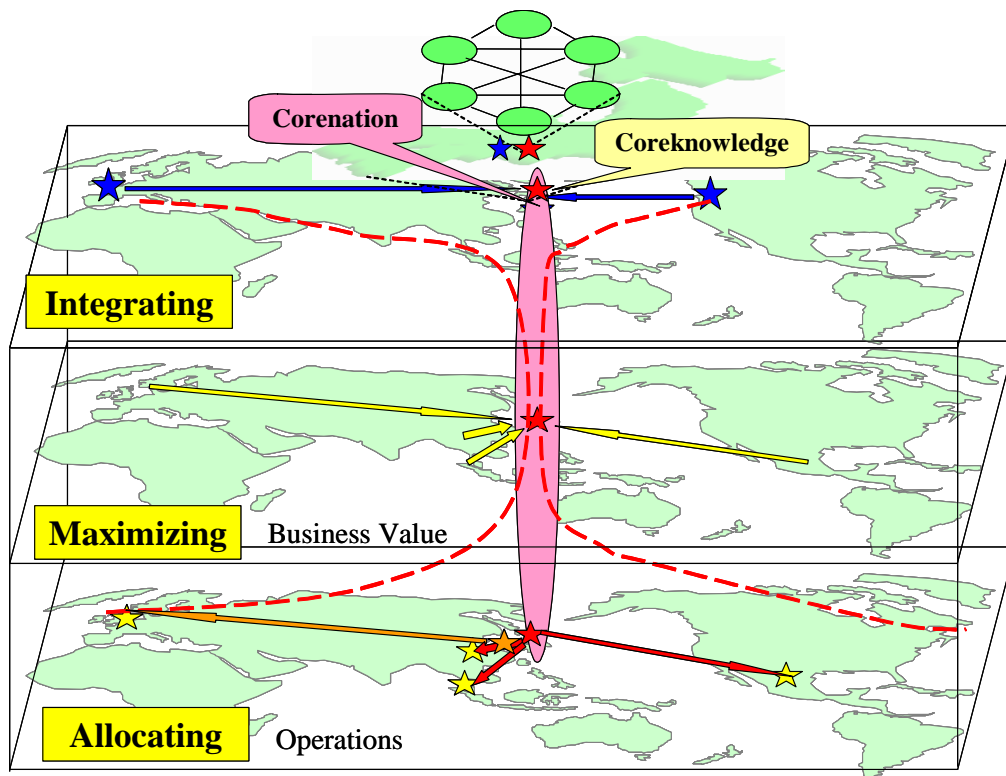 Corenation
Coreknowledge
Integrating
Maximizing
Business Value
Allocating
Operations